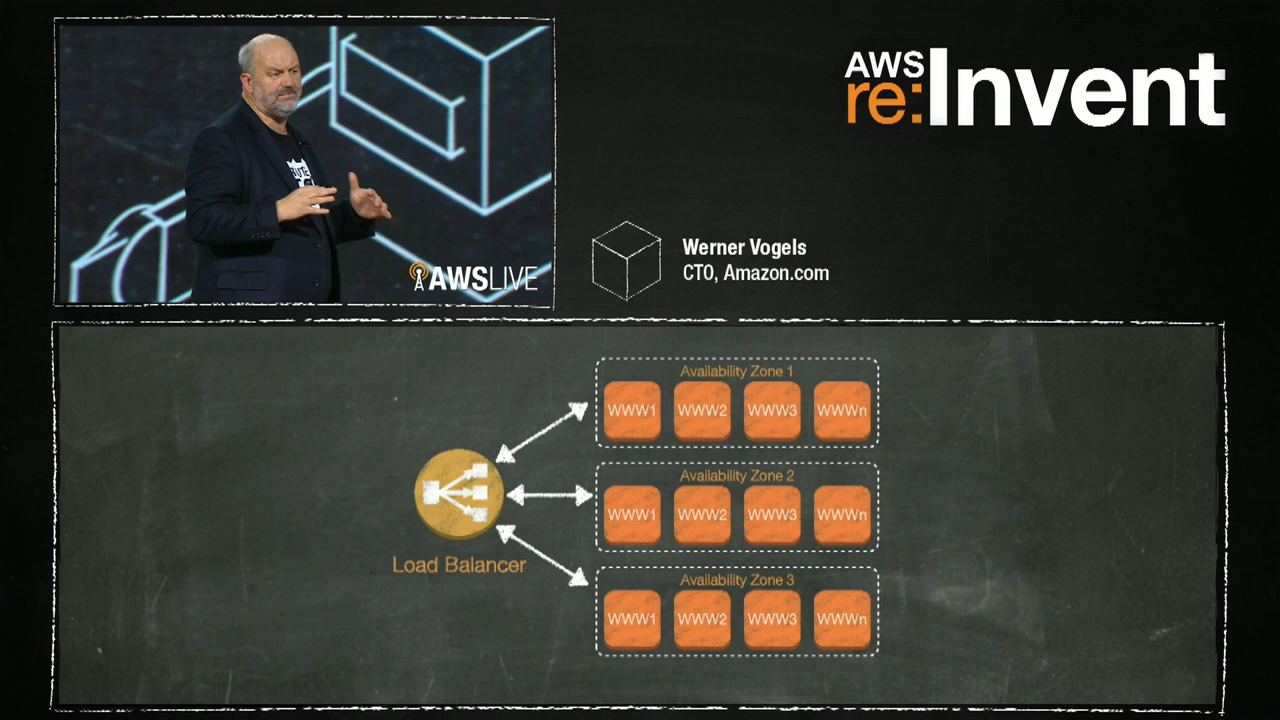 AWS
re:Invent
AWSLIVE
Werner Vogels
CTO, Amazon.com
Availability Zone 1
WWW1 WWW2 WWW3 WWWn
Availability Zone 2
WWW1 WWW2 WWW3 WWWn
Load Balancer
Availability Zone 3
WWW1 WWW2 WWW3 WWWn